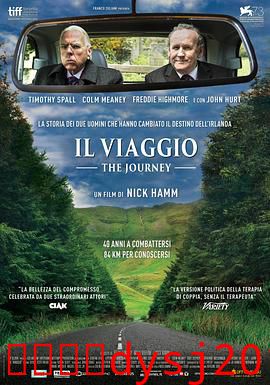 FRANCO ZULIANI presenta
tiff.
73
TIMOTHY SPALL COLM MEANEY FREDDIE HIGHMORE E CON JOHN HURT
LA STORIA DEI DUE UOMINI CHE HANNO CAMBIATO IL DESTINO DELL'IRLANDA
IL VIAGGIO
THE JOURNEY
UN FILM DI NICK HAMM
40 ANNI A COMBATTERSI
84 KM PER CONOSCERSI
"LA BELLEZZA DEL COMPROMESSO
CELEBRATA DA DUE STRAORDINARI ATTORI"
CIAK
"LA VERSIONE POLITICA DELLA TERAPIA
DI COPPIA, SENZA IL TERAPEUTA"
VARIETY
dysj20